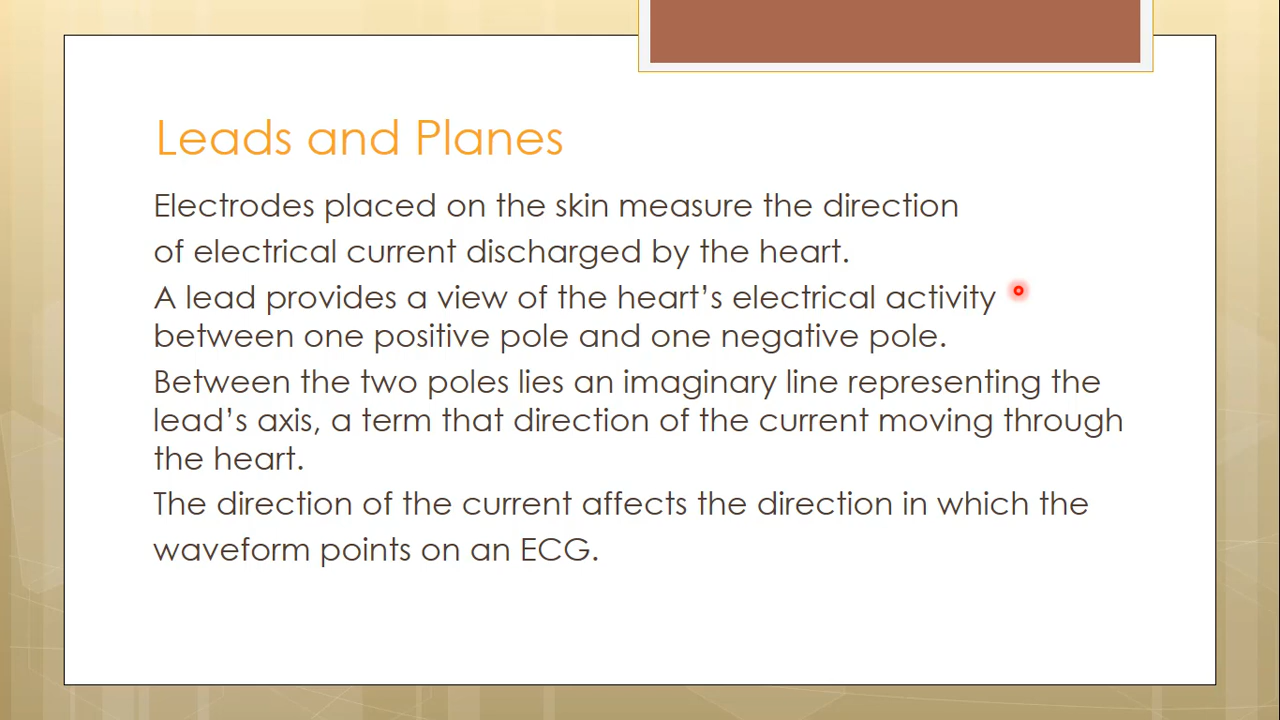 Leads and Planes
Electrodes placed on the skin measure the direction
of electrical current discharged by the heart.
A lead provides a view of the heart’s electrical activity
between one positive pole and one negative pole.
Between the two poles lies an imaginary line representing the
lead’s axis, a term that direction of the current moving through
the heart.
The direction of the current affects the direction in which the
waveform points on an ECG.